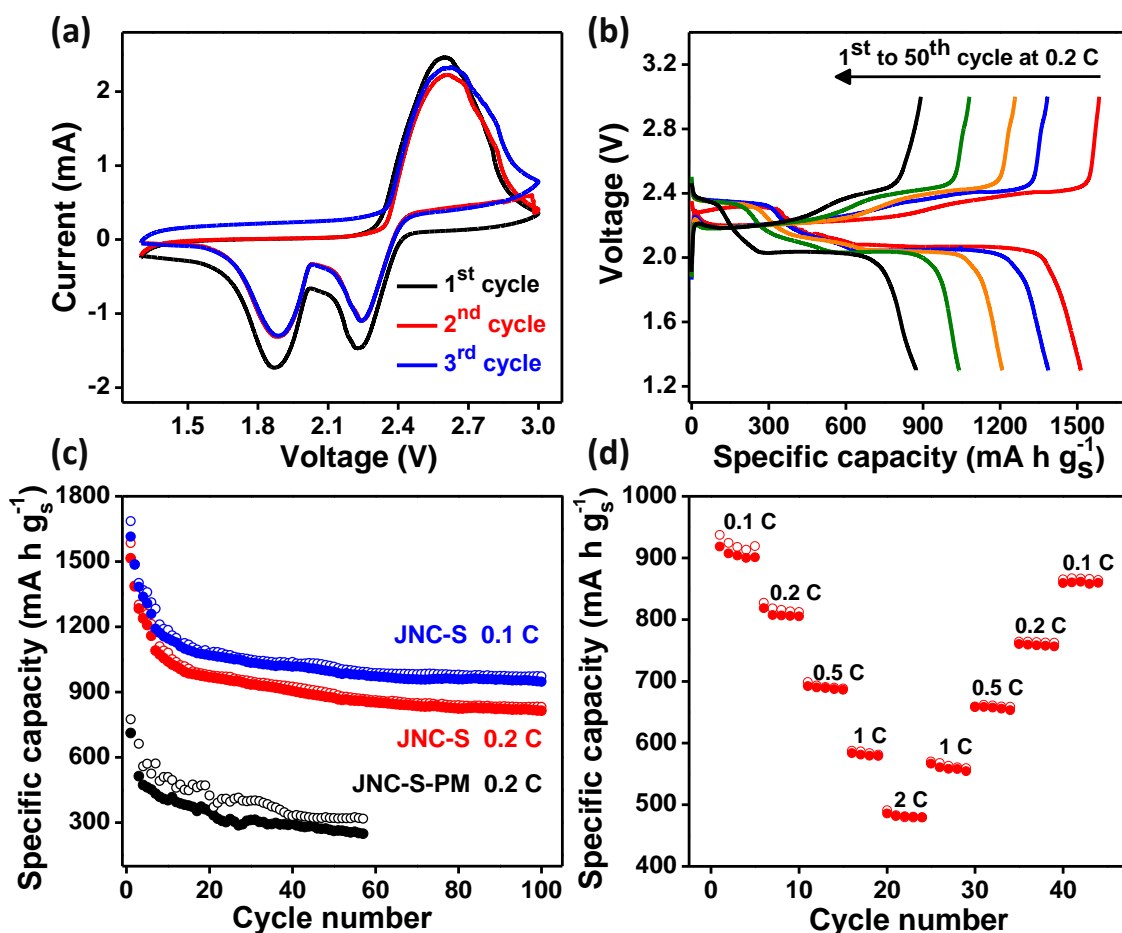 (a)
Current (mA)
2
1
0
-1
-2
1st cycle
2nd cycle
3rd cycle
1.5 1.8 2.1 2.4 2.7 3.0
Voltage (V)
(b)
1st to 50th cycle at 0.2 C
Voltage (V)
3.2
2.8
2.4
2.0
1.6
1.2
0 300 600 900 1200 1500
Specific capacity (mA h gs-1)
(c)
Specific capacity (mA h gs-1)
1800
1500
1200
900
600
300
JNC-S 0.1 C
JNC-S 0.2 C
JNC-S-PM 0.2 C
0 20 40 60 80 100
Cycle number
(d)
Specific capacity (mA h gs-1)
1000
900
800
700
600
500
400
0.1 C
0.2 C
0.5 C
1 C
2 C
1 C
0.5 C
0.2 C
0.1 C
0 10 20 30 40
Cycle number